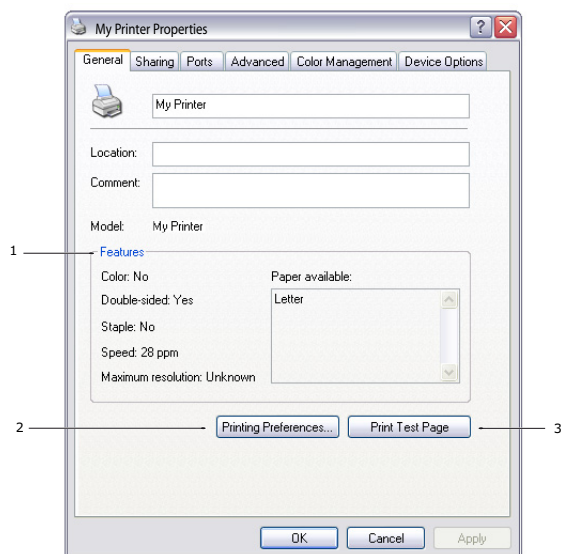 My Printer Properties
?
X
General Sharing Ports Advanced Color Management Device Options
My Printer
Location:
Comment:
Model: My Printer
1
Features
Color: No
Paper available:
Double-sided: Yes
Letter
Staple: No
Speed: 28 ppm
Maximum resolution: Unknown
2
Printing Preferences...
Print Test Page
3
OK
Cancel
Apply